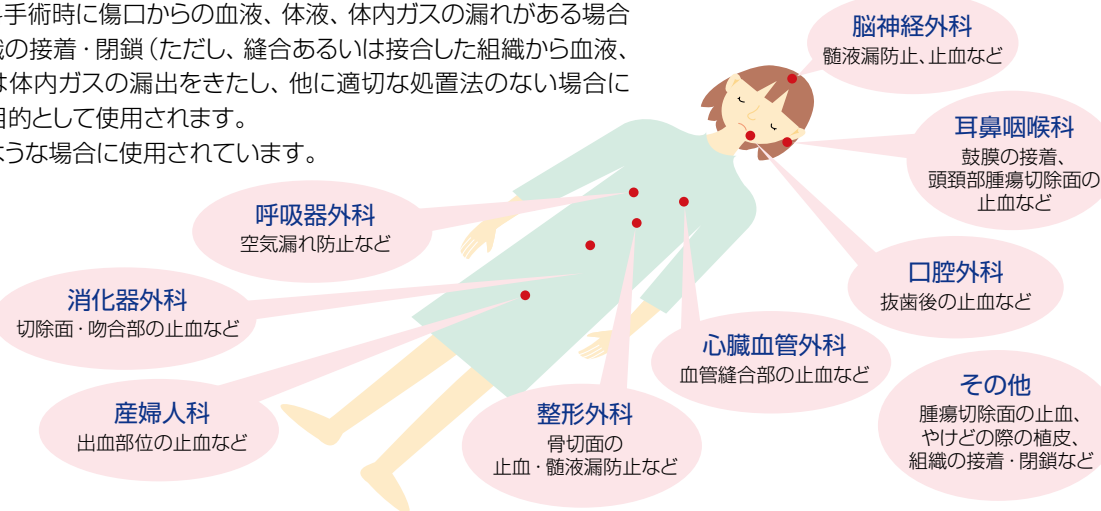 手術時に傷口からの血液、体液、体内ガスの漏れがある場合
の接着・閉鎖（ただし、縫合あるいは接合した組織から血液、
体内ガスの漏出をきたし、他に適切な処置法のない場合に
目的として使用されます。
ような場合に使用されています。
脳神経外科
髄液漏防止、止血など
耳鼻咽喉科
鼓膜の接着、
頭頚部腫瘍切除面の
止血など
呼吸器外科
空気漏れ防止など
口腔外科
抜歯後の止血など
消化器外科
切除面・吻合部の止血など
心臓血管外科
血管縫合部の止血など
産婦人科
出血部位の止血など
整形外科
骨切面の
止血・髄液漏防止など
その他
腫瘍切除面の止血、
やけどの際の植皮、
組織の接着・閉鎖など